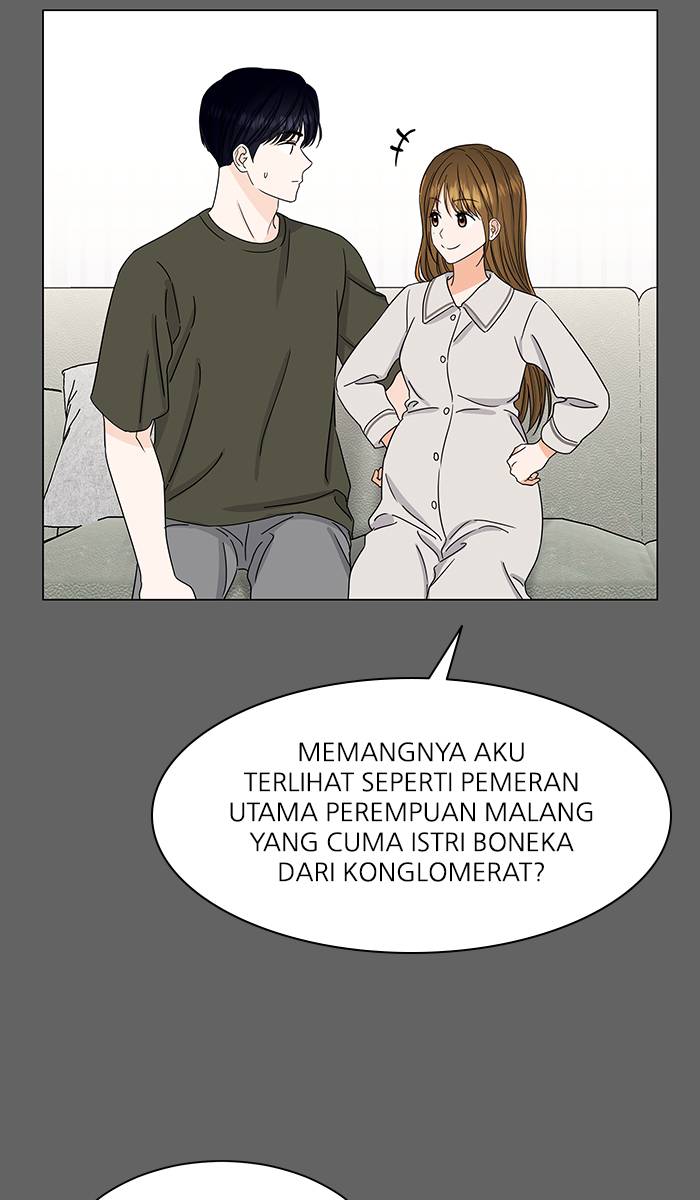 MEMANGNYA AKU
TERLIHAT SEPERTI PEMERAN
UTAMA PEREMPUAN MALANG
YANG CUMA ISTRI BONEKA
DARI KONGLOMERAT?